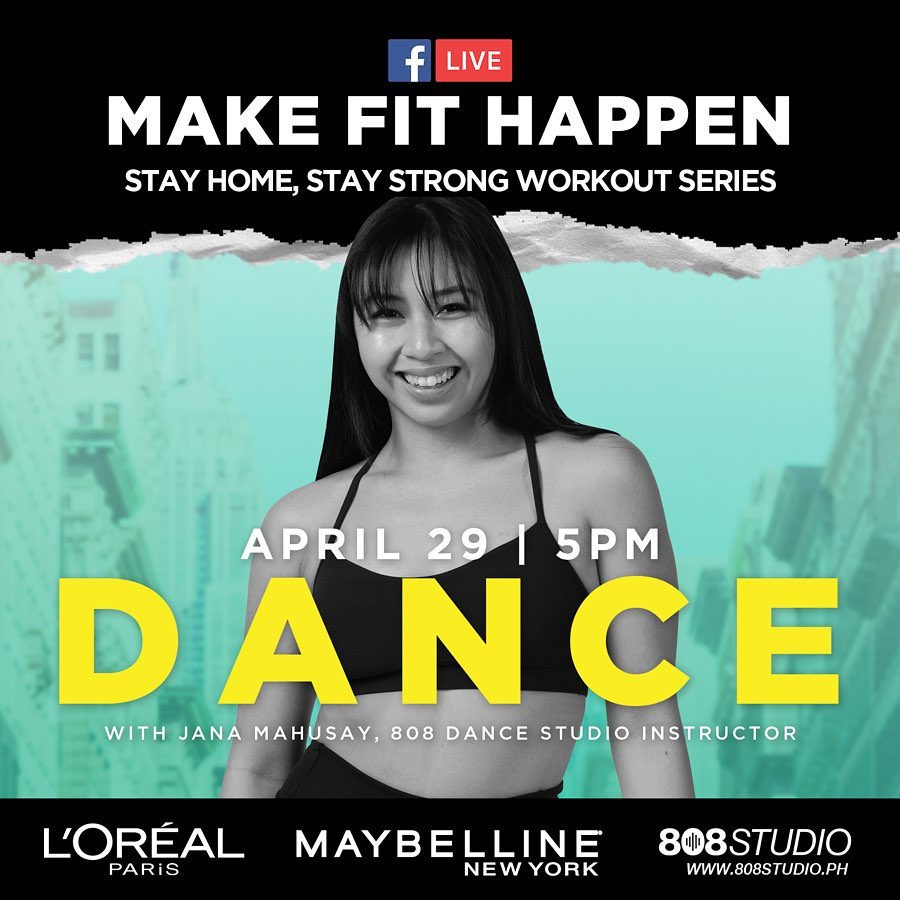 f LIVE
MAKE FIT HAPPEN
STAY HOME, STAY STRONG WORKOUT SERIES
APRIL 29 | 5PM
DANCE
WITH JANA MAHUSAY, 808 DANCE STUDIO INSTRUCTOR
L'ORÉAL
PARiS
MAYBELLINE
NEW YORK
808STUDIO
WWW.808STUDIO.PH